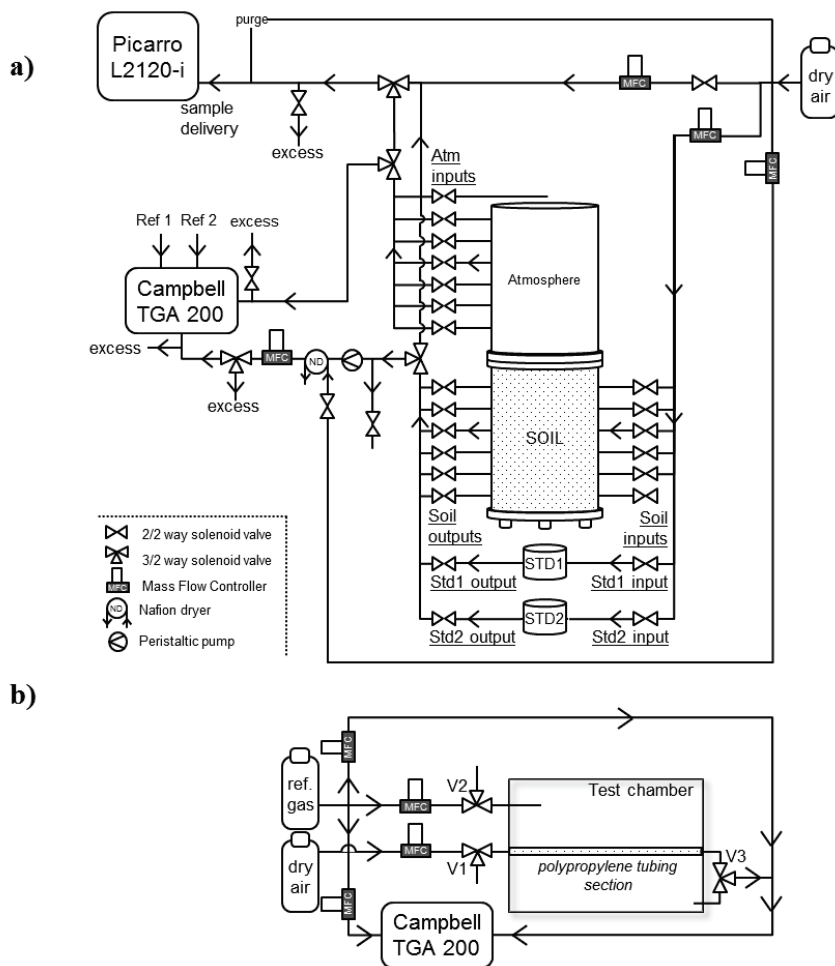 a)
Picarro
L2120-i
purge
sample
delivery
excess
MFC
MFC
MFC
dry
air
Atm
inputs
Ref 1 Ref 2 excess
Campbell
TGA 200
Atmosphere
excess
MFC
ND
excess
SOIL
Soil
outputs
Soil
inputs
STD1
Std1 output Std1 input
STD2
Std2 output Std2 input
2/2 way solenoid valve
3/2 way solenoid valve
MFC Mass Flow Controller
ND Nafion dryer
Peristaltic pump
b)
MFC
ref.
gas
MFC
V2
Test chamber
dry
air
MFC
V1
polypropylene tubing
section
V3
MFC
Campbell
TGA 200